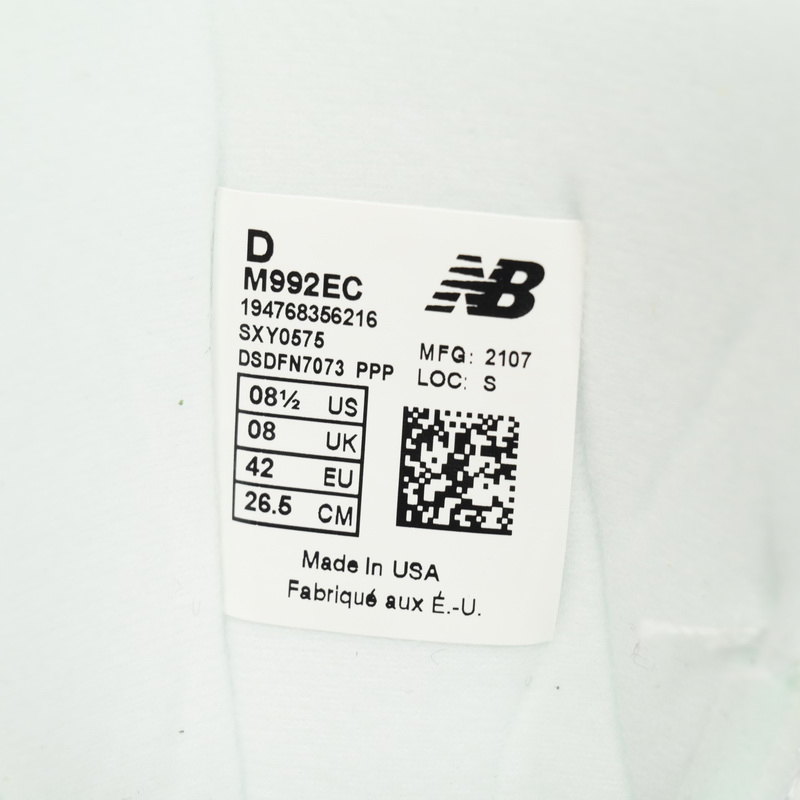 D
M992EC
194768356216
SXY0575
DSDFN7073 PPP
NB
MFG: 2107
LOC: S
08½ US
08 UK
42 EU
26.5 CM
Made In USA
Fabriqué aux É.-U.